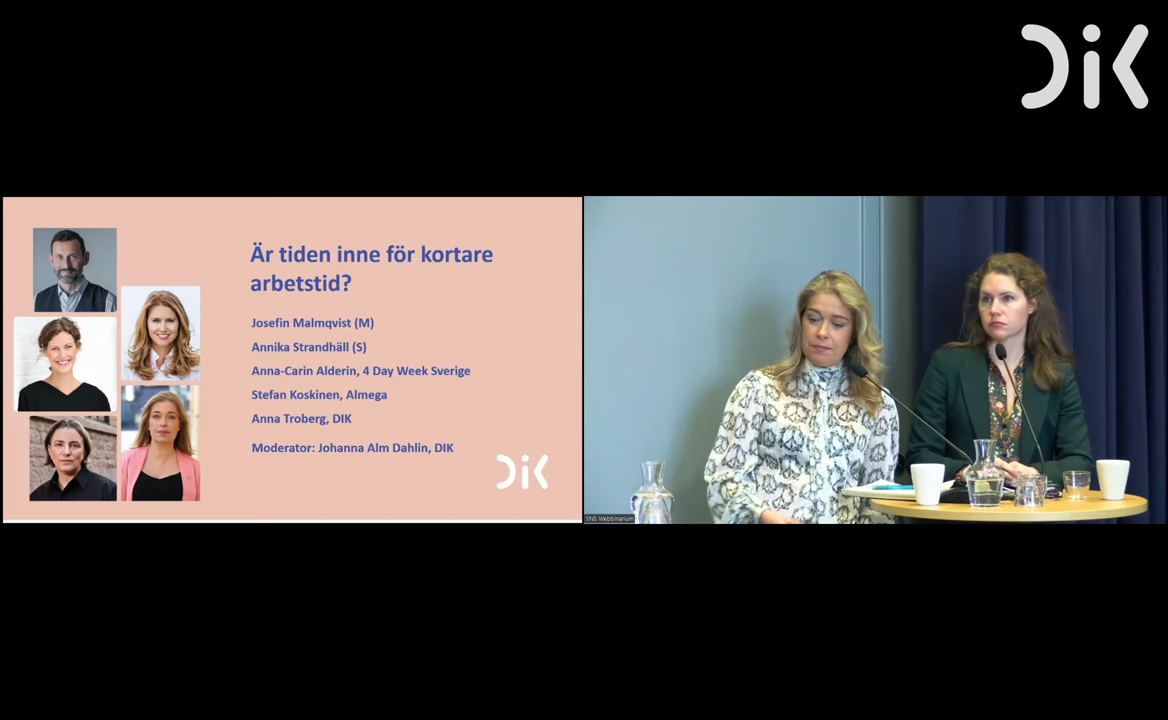 DiK
Är tiden inne för kortare
arbetstid?
Josefin Malmqvist (M)
Annika Strandhäll (S)
Anna-Carin Alderin, 4 Day Week Sverige
Stefan Koskinen, Almega
Anna Troberg, DIK
Moderator: Johanna Alm Dahlin, DIK
DiK
SNS Webbinarium